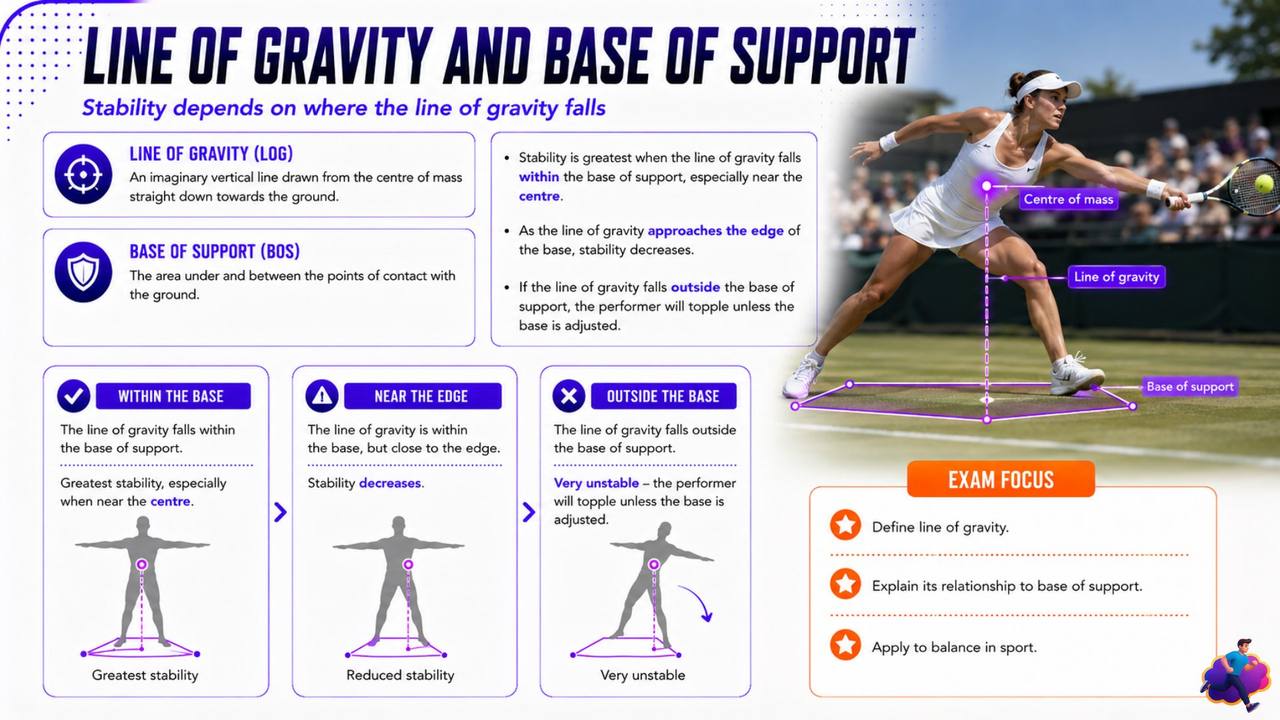 LINE OF GRAVITY AND BASE OF SUPPORT
Stability depends on where the line of gravity falls
LINE OF GRAVITY (LOG)
An imaginary vertical line drawn from the centre of mass
straight down towards the ground.
BASE OF SUPPORT (BOS)
The area under and between the points of contact with
the ground.
• Stability is greatest when the line of gravity falls
within the base of support, especially near the
centre.
• As the line of gravity approaches the edge of
the base, stability decreases.
• If the line of gravity falls outside the base of
support, the performer will topple unless the
base is adjusted.
Centre of mass
Line of gravity
Base of support
WITHIN THE BASE
The line of gravity falls within
the base of support.
Greatest stability, especially
when near the centre.
Greatest stability
NEAR THE EDGE
The line of gravity is within
the base, but close to the edge.
Stability decreases.
Reduced stability
OUTSIDE THE BASE
The line of gravity falls outside
the base of support.
Very unstable – the performer
will topple unless the base is
adjusted.
Very unstable
EXAM FOCUS
Define line of gravity.
Explain its relationship to base of support.
Apply to balance in sport.